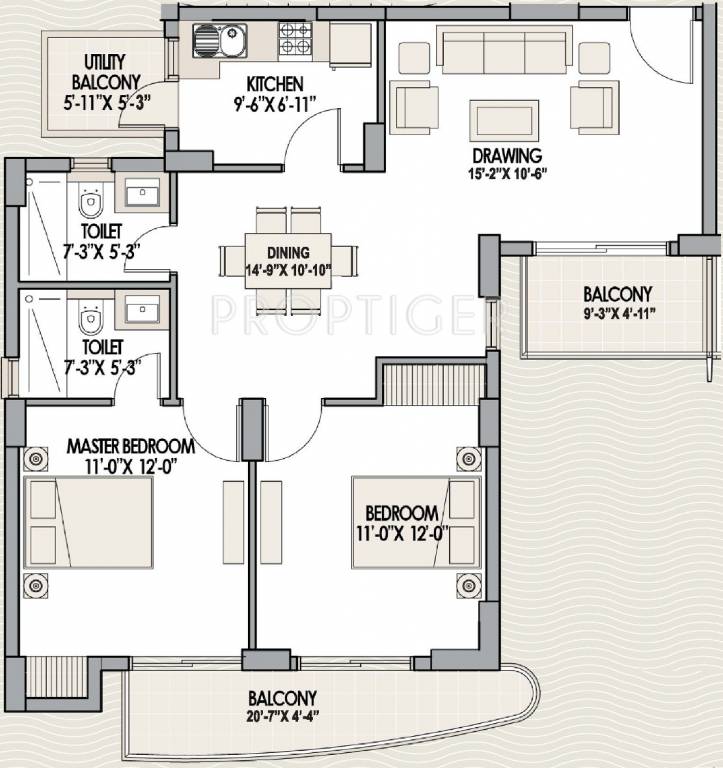 UTILITY
BALCONY
5'-11"X 5'-3"
KITCHEN
9'-6"X 6'-11"
DRAWING
15'-2"X 10'-6"
TOILET
7'-3"X 5'-3"
DINING
14'-9"X 10'-10"
BALCONY
9'-3"X 4'-11"
PROPTIGER
TOILET
7'-3"X 5'-3"
MASTER BEDROOM
11'-0"X 12'-0"
BEDROOM
11'-0"X 12'-0"
BALCONY
20'-7"X 4'-4"